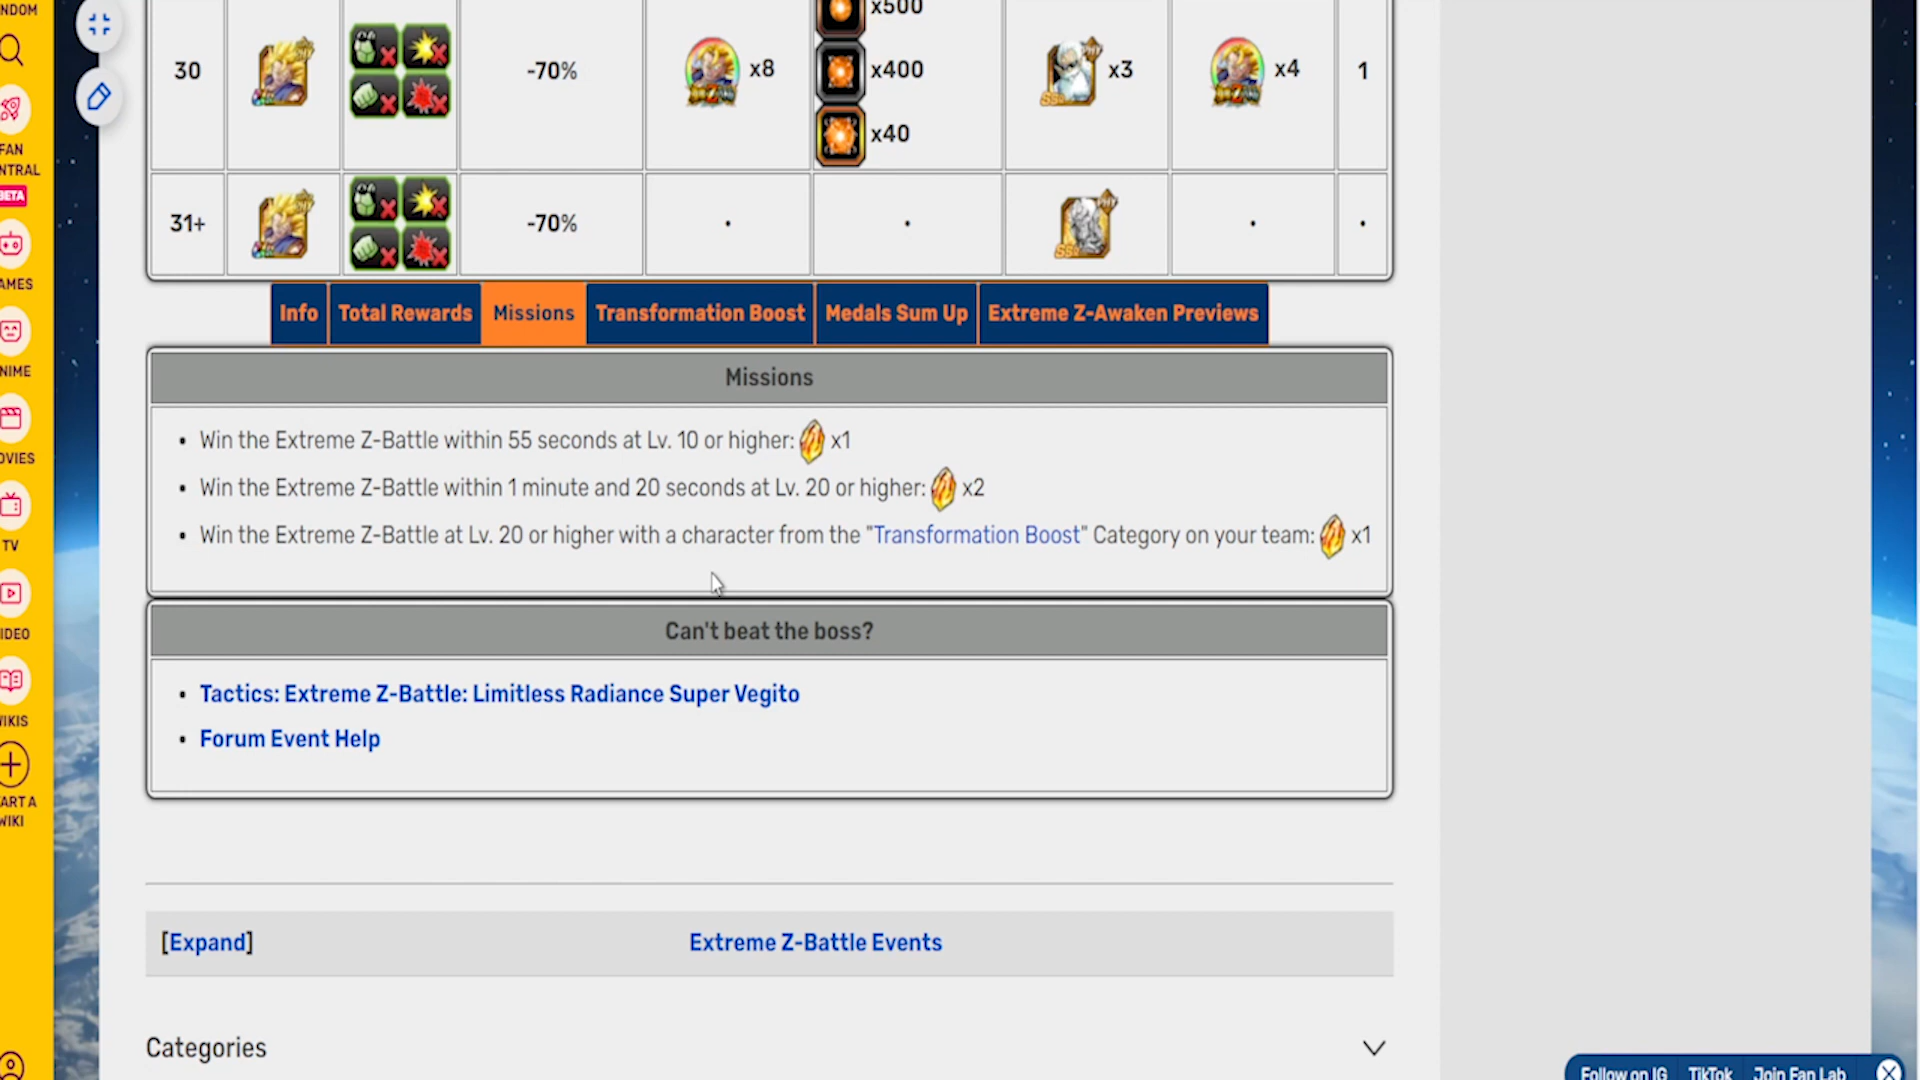 NDOM
FAN
NTRAL
BETA
AMES
NIME
OVIES
TV
IDEO
WIKIS
ART A
WIKI
x500
30
-70%
x8
x400
x3
x4
1
x40
31+
-70%
Info
Total Rewards
Missions
Transformation Boost
Medals Sum Up
Extreme Z-Awaken Previews
Missions
• Win the Extreme Z-Battle within 55 seconds at Lv. 10 or higher: x1
• Win the Extreme Z-Battle within 1 minute and 20 seconds at Lv. 20 or higher: x2
• Win the Extreme Z-Battle at Lv. 20 or higher with a character from the "Transformation Boost" Category on your team: x1
Can't beat the boss?
• Tactics: Extreme Z-Battle: Limitless Radiance Super Vegito
• Forum Event Help
[Expand]
Extreme Z-Battle Events
Categories
Follow on IG
TikTok
Join Fan Lab